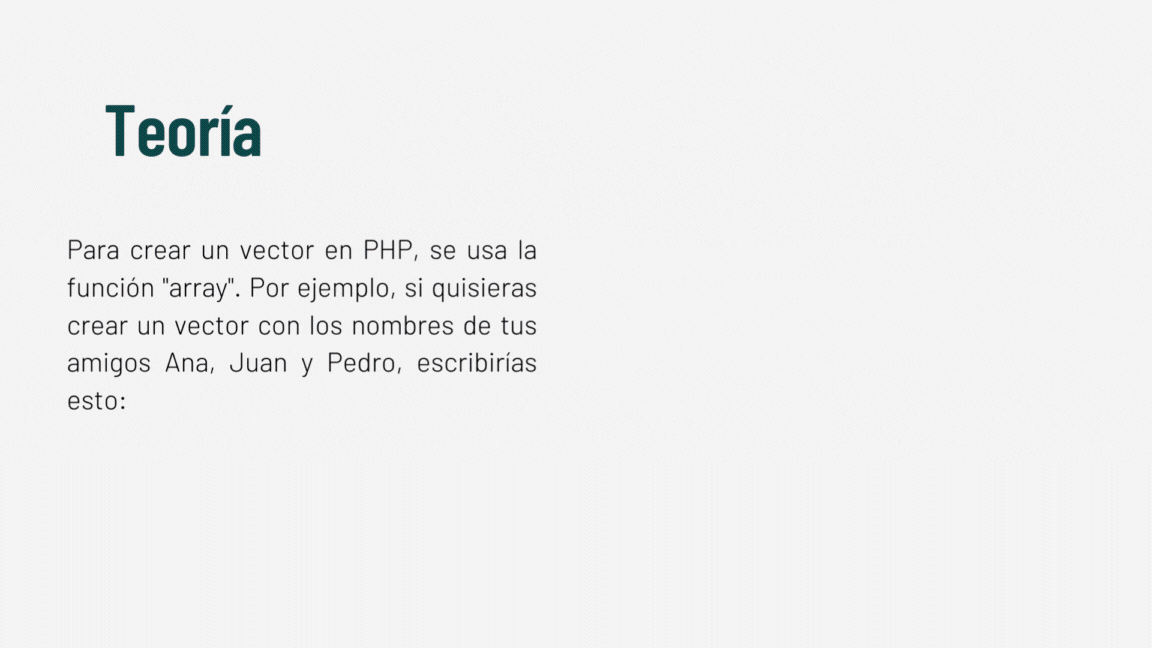 Teoría
Para crear un vector en PHP, se usa la
función "array". Por ejemplo, si quisieras
crear un vector con los nombres de tus
amigos Ana, Juan y Pedro, escribirías
esto: